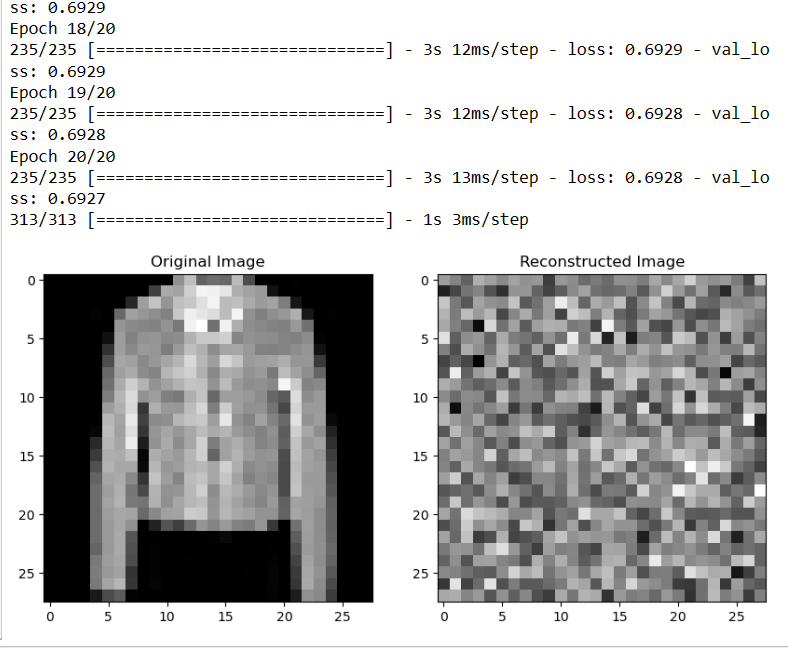 ss: 0.6929
Epoch 18/20
235/235 [==============================] - 3s 12ms/step - loss: 0.6929 - val_lo
ss: 0.6929
Epoch 19/20
235/235 [==============================] - 3s 12ms/step - loss: 0.6928 - val_lo
ss: 0.6928
Epoch 20/20
235/235 [==============================] - 3s 13ms/step - loss: 0.6928 - val_lo
ss: 0.6927
313/313 [==============================] - 1s 3ms/step
Original Image
0
5
10
15
20
25
0 5 10 15 20 25
Reconstructed Image
0
5
10
15
20
25
0 5 10 15 20 25